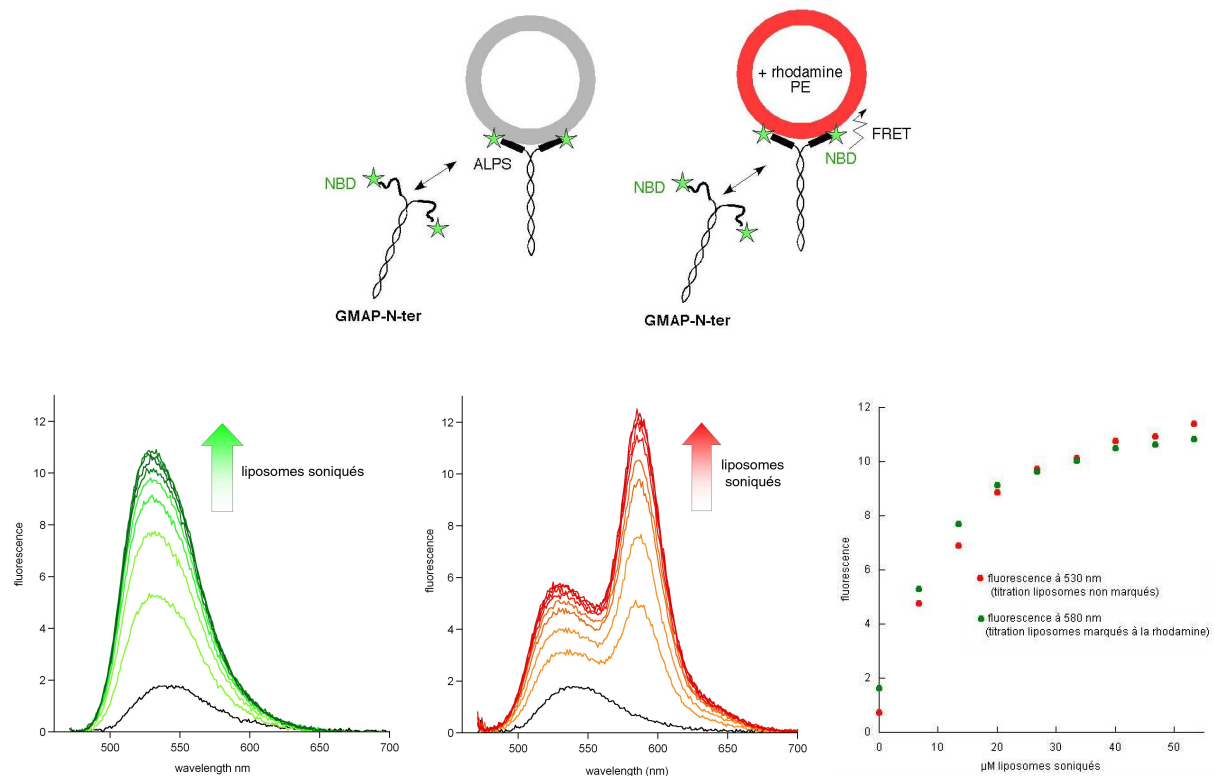 + rhodamine
PE
FRET
ALPS
NBD
NBD
NBD
GMAP-N-ter
GMAP-N-ter
12
10
8
6
4
2
0
fluorescence
liposomes soniqués
500
550
600
650
700
wavelength nm
12
10
8
6
4
2
0
fluorescence
liposomes
soniqués
500
550
600
650
700
wavelength (nm)
12
10
8
6
4
2
0
fluorescence
fluorescence à 530 nm
(titration liposomes non marqués)
fluorescence à 580 nm
(titration liposomes marqués à la rhodamine)
0
10
20
30
40
50
µM liposomes soniqués